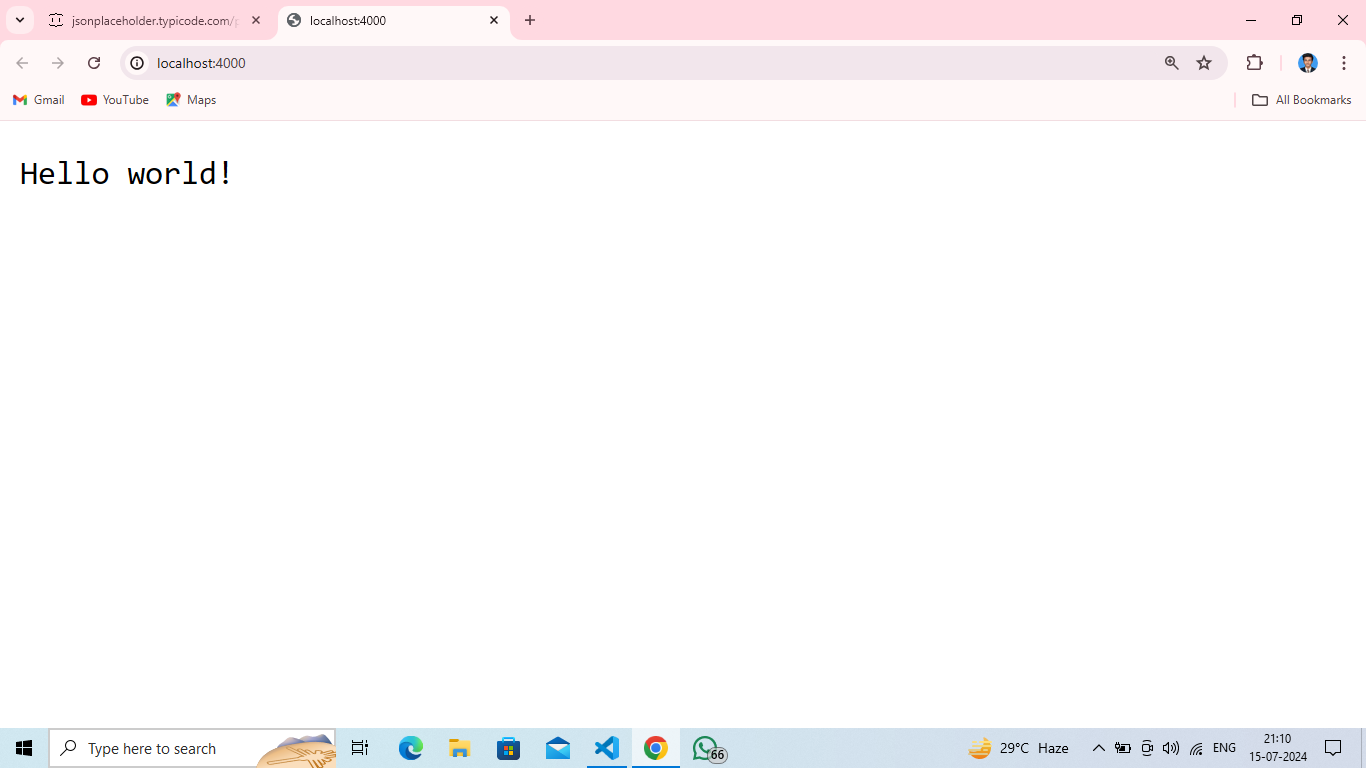 jsonplaceholder.typicode.com/p
localhost:4000
localhost:4000
Gmail
YouTube
Maps
All Bookmarks
Hello world!
Type here to search
66
29°C Haze
ENG
21:10
15-07-2024